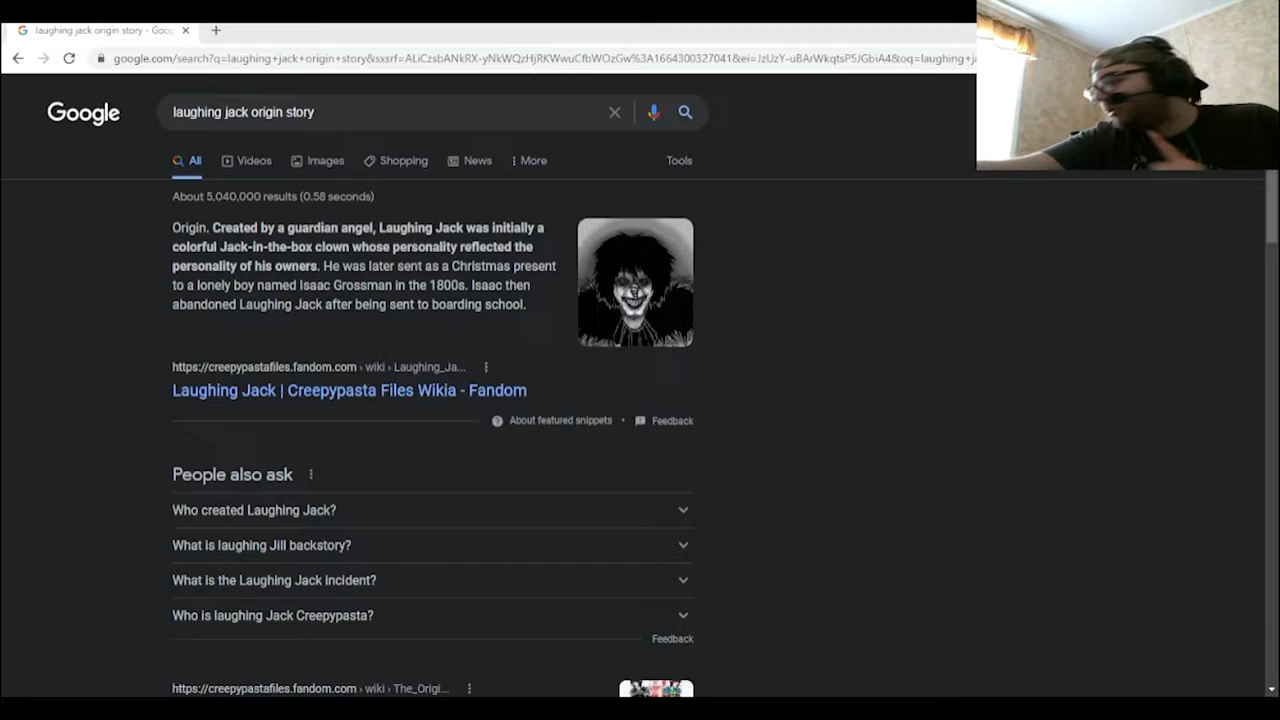 laughing jack origin story - Goog
google.com/search?q=laughing+jack+origin+story&sxsrf=ALiCzsbANkRX-yNkWQzHjRKWwuCfbWOzGw%3A1664300327041&ei=JzUzY-uBArWkqtsP5JGbiA4&oq=laughing+ja
Google
laughing jack origin story
All
Videos
Images
Shopping
News
More
Tools
About 5,040,000 results (0.58 seconds)
Origin. Created by a guardian angel, Laughing Jack was initially a
colorful Jack-in-the-box clown whose personality reflected the
personality of his owners. He was later sent as a Christmas present
to a lonely boy named Isaac Grossman in the 1800s. Isaac then
abandoned Laughing Jack after being sent to boarding school.
https://creepypastafiles.fandom.com › wiki › Laughing_Ja...
Laughing Jack | Creepypasta Files Wikia - Fandom
About featured snippets • Feedback
People also ask
Who created Laughing Jack?
What is laughing Jill backstory?
What is the Laughing Jack incident?
Who is laughing Jack Creepypasta?
Feedback
https://creepypastafiles.fandom.com › wiki › The_Origi...